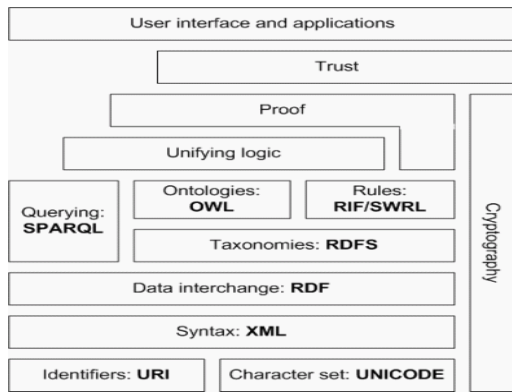 User interface and applications
Trust
Proof
Unifying logic
Querying:
SPARQL
Ontologies:
OWL
Rules:
RIF/SWRL
Taxonomies: RDFS
Cryptography
Data interchange: RDF
Syntax: XML
Identifiers: URI
Character set: UNICODE